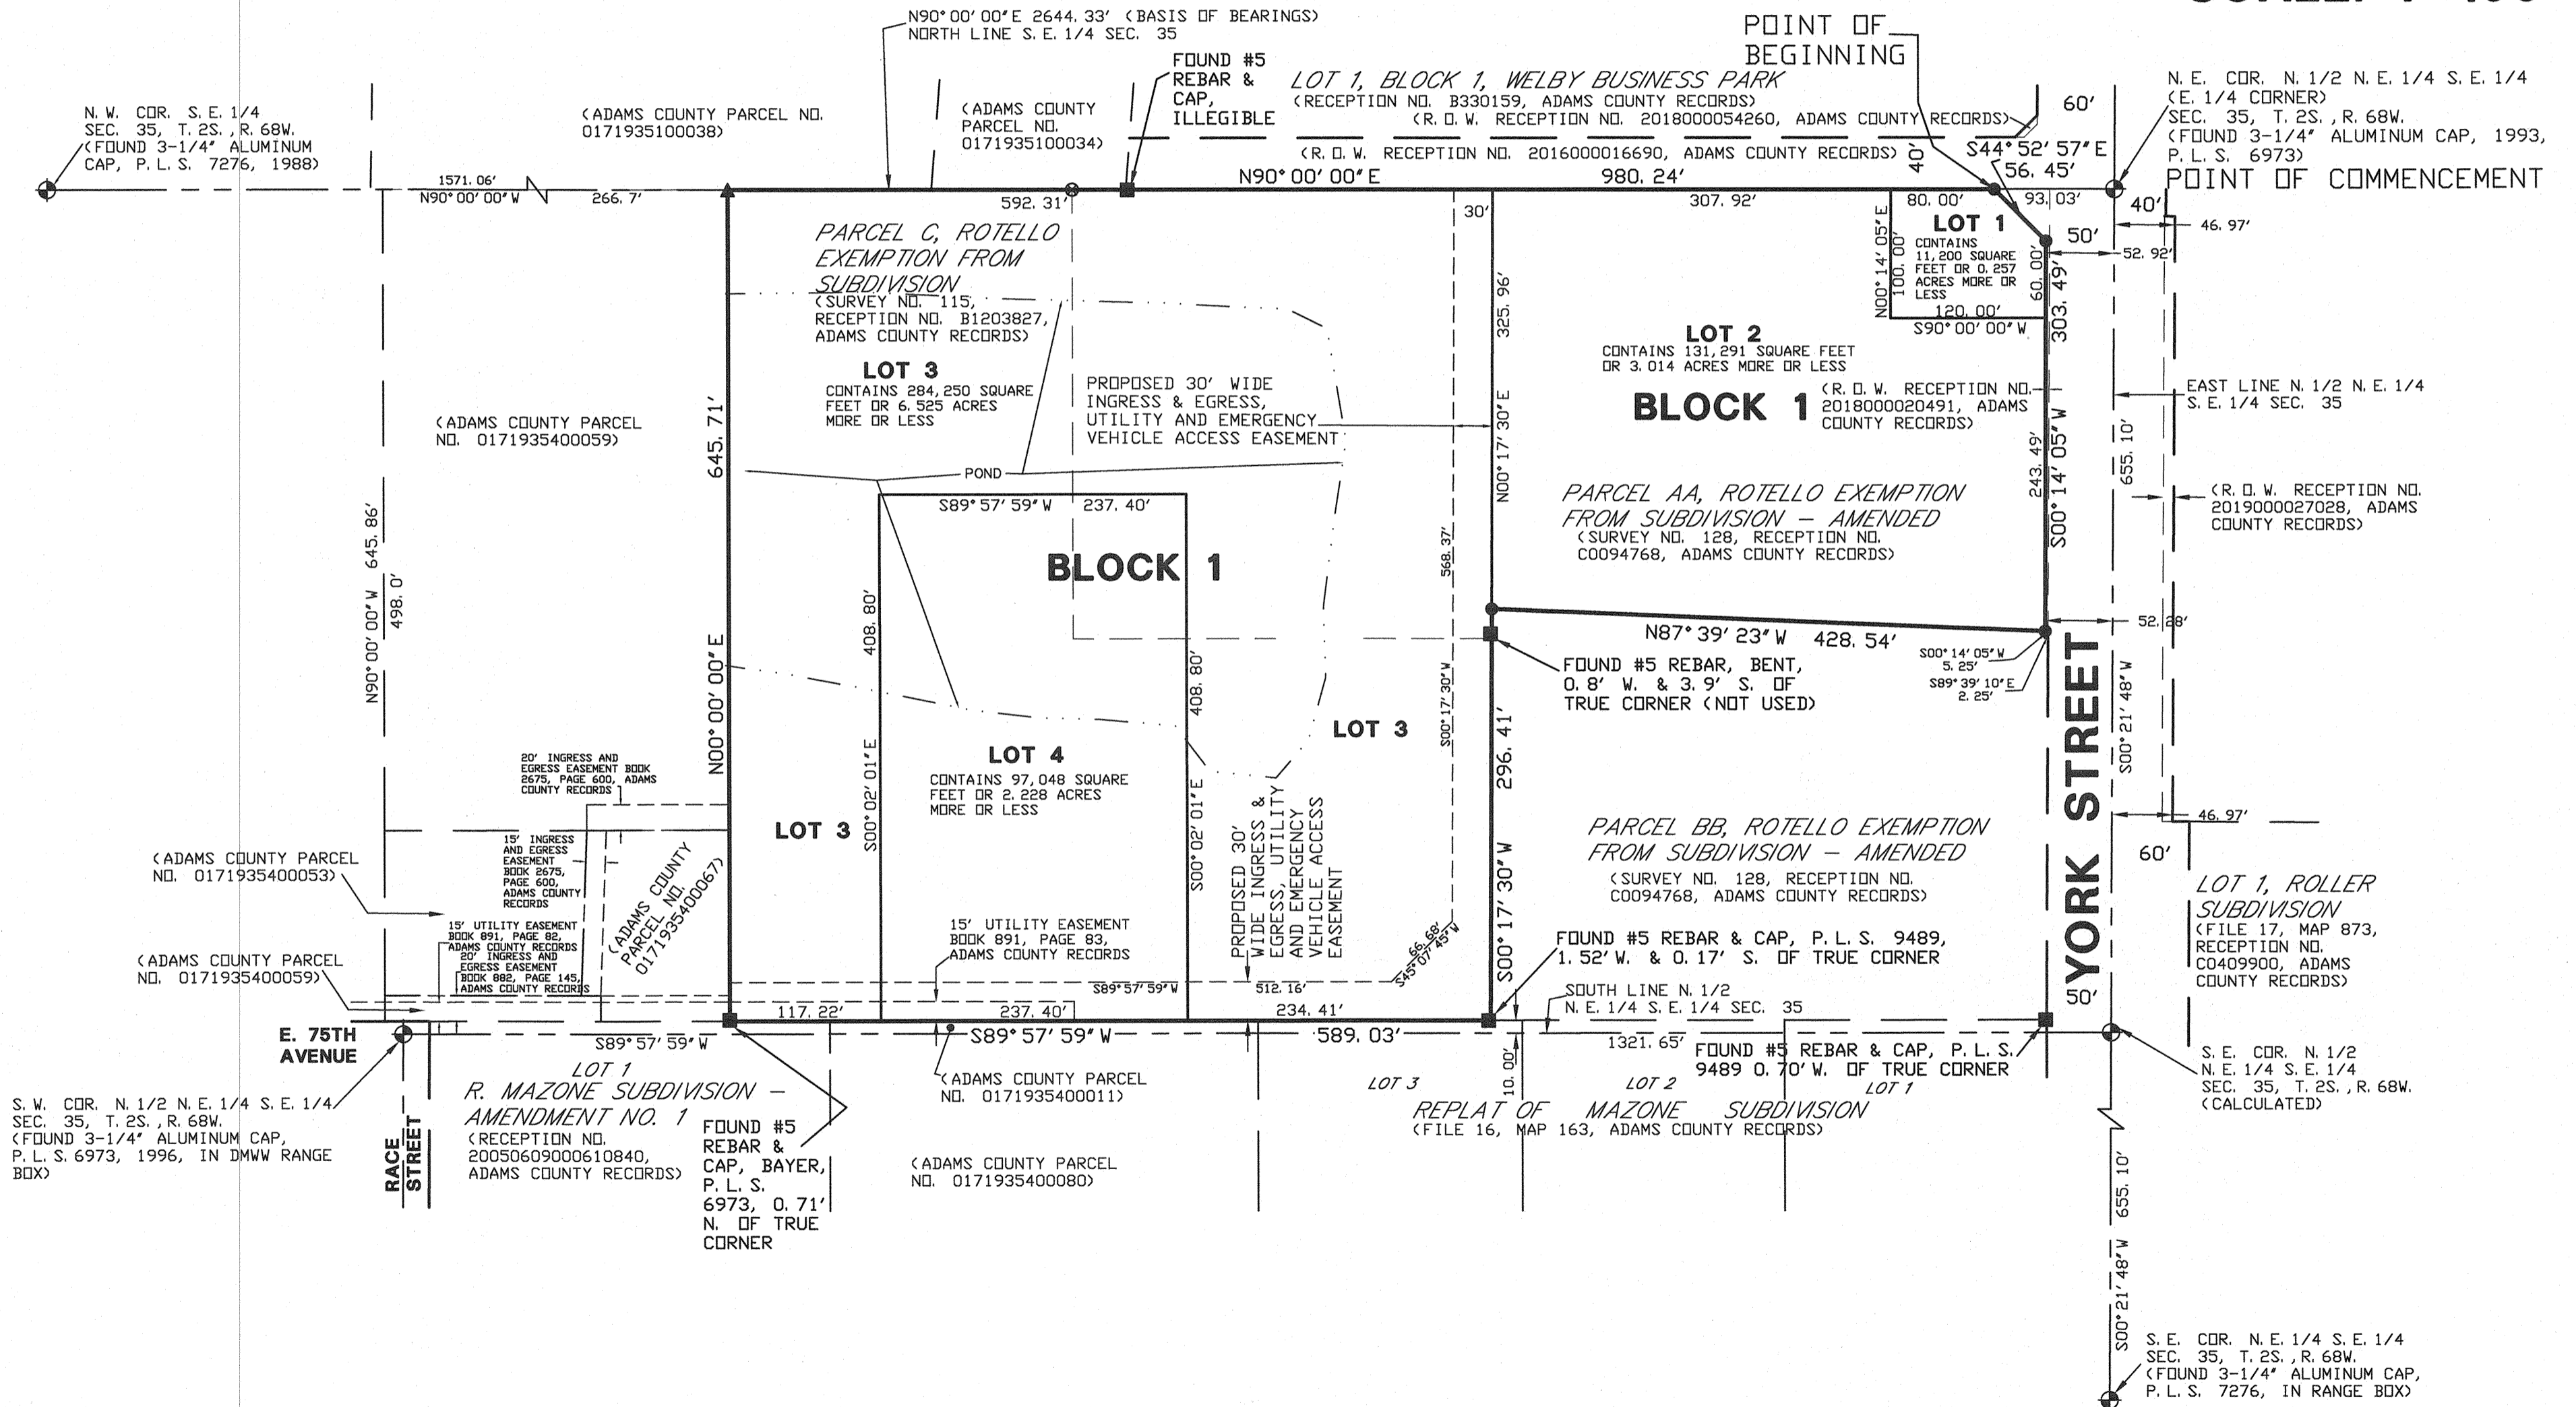 N90°00'00"E 2644.33' (BASIS OF BEARINGS)
NORTH LINE S.E. 1/4 SEC. 35
POINT OF
BEGINNING
FOUND #5
REBAR &
CAP,
ILLEGIBLE
LOT 1, BLOCK 1, WELBY BUSINESS PARK
(RECEPTION NO. B330159, ADAMS COUNTY RECORDS)
(R.O.W. RECEPTION NO. 2018000054260, ADAMS COUNTY RECORDS)
(R.O.W. RECEPTION NO. 2016000016690, ADAMS COUNTY RECORDS)
40'
60'
S44°52'57"E
56.45'
N.E. COR. N.1/2 N.E.1/4 S.E.1/4
(E.1/4 CORNER)
SEC. 35, T.2S., R.68W.
(FOUND 3-1/4" ALUMINUM CAP, 1993,
P.L.S. 6973)
POINT OF COMMENCEMENT
N.W. COR. S.E. 1/4
SEC. 35, T.2S., R.68W.
(FOUND 3-1/4" ALUMINUM
CAP, P.L.S. 7276, 1988)
(ADAMS COUNTY PARCEL NO.
0171935100038)
(ADAMS COUNTY
PARCEL NO.
0171935100034)
1571.06'
N90°00'00"W
266.7'
592.31'
N90°00'00"E
980.24'
30'
307.92'
80.00'
93.03'
40'
46.97'
50'
52.92'
PARCEL C, ROTELLO
EXEMPTION FROM
SUBDIVISION
(SURVEY NO. 115,
RECEPTION NO. B1203827,
ADAMS COUNTY RECORDS)
LOT 3
CONTAINS 284,250 SQUARE
FEET OR 6.525 ACRES
MORE OR LESS
PROPOSED 30' WIDE
INGRESS & EGRESS,
UTILITY AND EMERGENCY
VEHICLE ACCESS EASEMENT
POND
325.96'
N00°17'30"E
N00°14'05"E
100.00'
LOT 1
CONTAINS
11,200 SQUARE
FEET OR 0.257
ACRES MORE OR
LESS
60.00'
120.00'
S90°00'00"W
303.49'
S00°14'05"W
243.49'
LOT 2
CONTAINS 131,291 SQUARE FEET
OR 3.014 ACRES MORE OR LESS
BLOCK 1
(R.O.W. RECEPTION NO.
2018000020491, ADAMS
COUNTY RECORDS)
EAST LINE N.1/2 N.E.1/4
S.E.1/4 SEC. 35
655.10'
(R.O.W. RECEPTION NO.
2019000027028, ADAMS
COUNTY RECORDS)
PARCEL AA, ROTELLO EXEMPTION
FROM SUBDIVISION - AMENDED
(SURVEY NO. 128, RECEPTION NO.
C0094768, ADAMS COUNTY RECORDS)
(ADAMS COUNTY PARCEL
NO. 0171935400059)
N90°00'00"W 645.86'
498.0'
645.71'
N00°00'00"E
S89°57'59"W 237.40'
BLOCK 1
408.80'
S00°02'01"E
408.80'
S00°02'01"E
568.37'
S00°17'30"W
N87°39'23"W 428.54'
S00°14'05"W
5.25'
S89°39'10"E
2.25'
52.28'
FOUND #5 REBAR, BENT,
0.8' W. & 3.9' S. OF
TRUE CORNER (NOT USED)
296.41'
S00°17'30"W
LOT 3
LOT 4
CONTAINS 97,048 SQUARE
FEET OR 2.228 ACRES
MORE OR LESS
LOT 3
PROPOSED 30'
WIDE INGRESS &
EGRESS, UTILITY
AND EMERGENCY
VEHICLE ACCESS
EASEMENT
20' INGRESS AND
EGRESS EASEMENT BOOK
2675, PAGE 600, ADAMS
COUNTY RECORDS
15' INGRESS
AND EGRESS
EASEMENT
BOOK 2675,
PAGE 600,
ADAMS COUNTY
RECORDS
(ADAMS COUNTY
PARCEL NO.
0171935400067)
(ADAMS COUNTY PARCEL
NO. 0171935400053)
15' UTILITY EASEMENT
BOOK 891, PAGE 82,
ADAMS COUNTY RECORDS
20' INGRESS AND
EGRESS EASEMENT
BOOK 882, PAGE 145,
ADAMS COUNTY RECORDS
(ADAMS COUNTY PARCEL
NO. 0171935400059)
15' UTILITY EASEMENT
BOOK 891, PAGE 83,
ADAMS COUNTY RECORDS
S89°57'59"W
512.16'
66.68'
S45°07'45"W
PARCEL BB, ROTELLO EXEMPTION
FROM SUBDIVISION - AMENDED
(SURVEY NO. 128, RECEPTION NO.
C0094768, ADAMS COUNTY RECORDS)
FOUND #5 REBAR & CAP, P.L.S. 9489,
1.52' W. & 0.17' S. OF TRUE CORNER
SOUTH LINE N.1/2
N.E.1/4 S.E.1/4 SEC. 35
YORK STREET
S00°21'48"W
46.97'
60'
50'
LOT 1, ROLLER
SUBDIVISION
(FILE 17, MAP 873,
RECEPTION NO.
C0409900, ADAMS
COUNTY RECORDS)
117.22'
237.40'
234.41'
E. 75TH
AVENUE
S89°57'59"W
S89°57'59"W
589.03'
10.00'
1321.65'
FOUND #5 REBAR & CAP, P.L.S.
9489 0.70' W. OF TRUE CORNER
S.E. COR. N.1/2
N.E.1/4 S.E.1/4
SEC. 35, T.2S., R.68W.
(CALCULATED)
S.W. COR. N.1/2 N.E.1/4 S.E.1/4
SEC. 35, T.2S., R.68W.
(FOUND 3-1/4" ALUMINUM CAP,
P.L.S. 6973, 1996, IN DMWW RANGE
BOX)
RACE
STREET
LOT 1
R. MAZONE SUBDIVISION -
AMENDMENT NO. 1
(RECEPTION NO.
20050609000610840,
ADAMS COUNTY RECORDS)
FOUND #5
REBAR &
CAP, BAYER,
P.L.S.
6973, 0.71'
N. OF TRUE
CORNER
(ADAMS COUNTY PARCEL
NO. 0171935400011)
(ADAMS COUNTY PARCEL
NO. 0171935400080)
LOT 3
LOT 2
LOT 1
REPLAT OF MAZONE SUBDIVISION
(FILE 16, MAP 163, ADAMS COUNTY RECORDS)
655.10'
S00°21'48"W
S.E. COR. N.E.1/4 S.E.1/4
SEC. 35, T.2S., R.68W.
(FOUND 3-1/4" ALUMINUM CAP,
P.L.S. 7276, IN RANGE BOX)